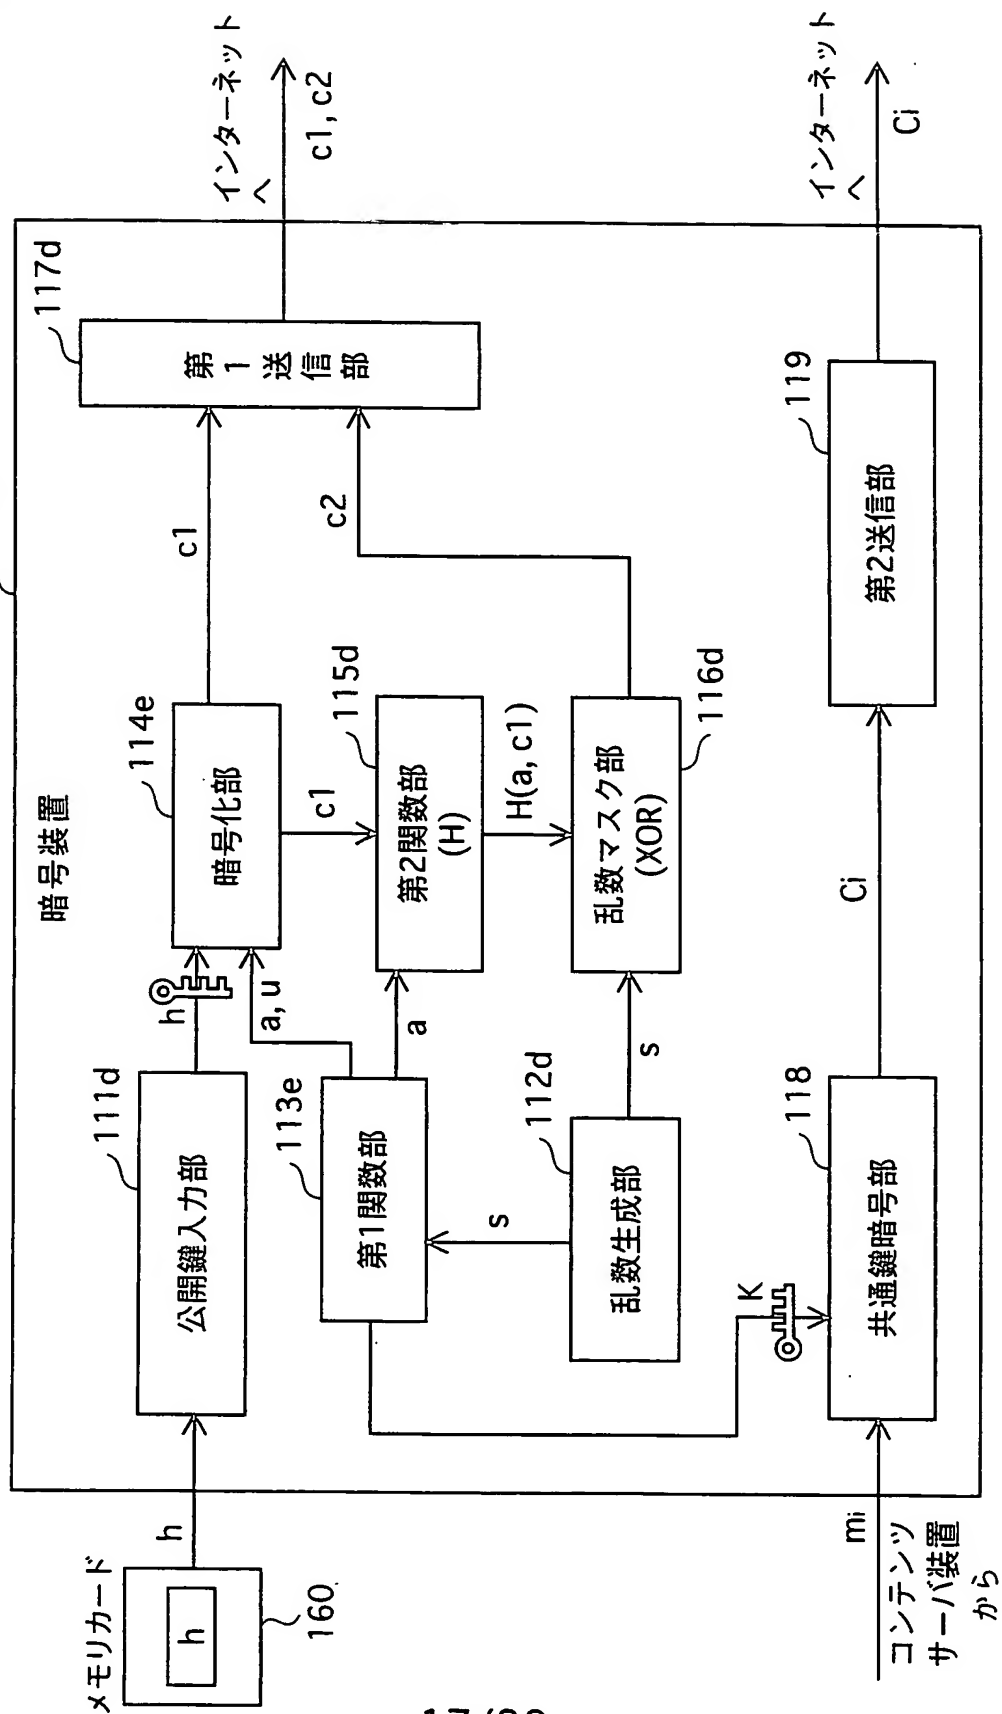 暗号装置
メモリカード
h
160
h
公開鍵入力部
111d
h
暗号化部
114e
c1
第1送信部
117d
インターネット
へ
c1, c2
第1関数部
113e
a, u
a
c1
第2関数部
(H)
115d
H(a, c1)
乱数生成部
112d
s
s
乱数マスク部
(XOR)
116d
c2
K
コンテンツ
サーバ装置
から
mi
共通鍵暗号部
118
Ci
第2送信部
119
インターネット
へ
Ci